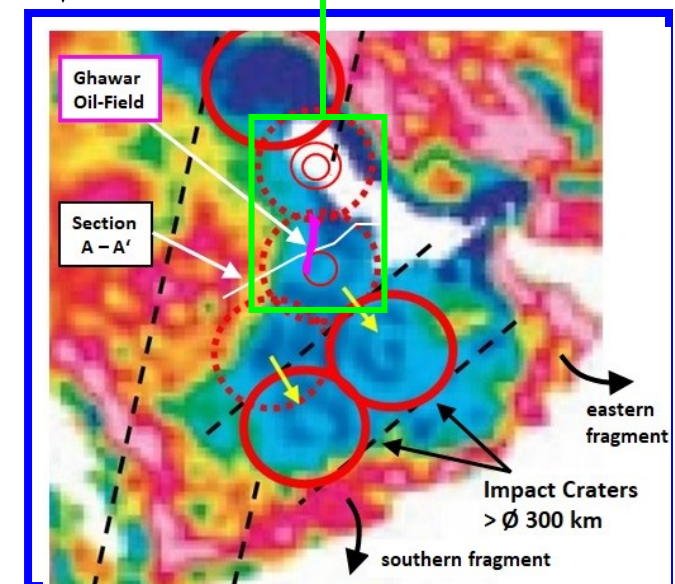 Ghawar
Oil-Field
Section
A – A‘
eastern
fragment
Impact Craters
> Ø 300 km
southern fragment